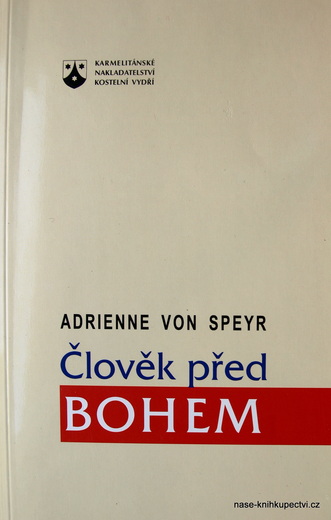 KARMELITÁNSKÉ
NAKLADATELSTVÍ
KOSTELNÍ VYDŘÍ
ADRIENNE VON SPEYR
Člověk před
BOHEM
nase-knihkupectvi.cz